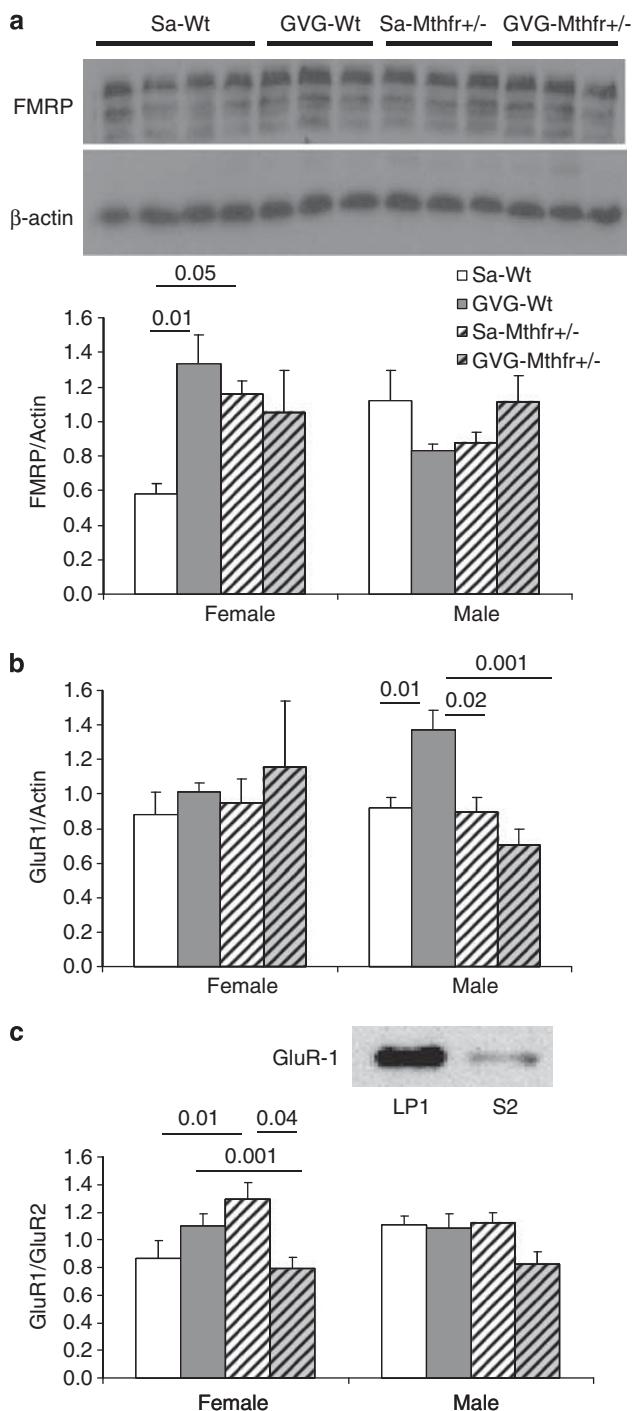 a
Sa-Wt GVG-Wt Sa-Mthfr+/- GVG-Mthfr+/-
FMRP
β-actin
0.05
0.01
Sa-Wt
GVG-Wt
Sa-Mthfr+/-
GVG-Mthfr+/-
FMRP/Actin
1.6
1.4
1.2
1.0
0.8
0.6
0.4
0.2
0.0
Female Male
b
0.001
0.01 0.02
GluR1/Actin
1.6
1.4
1.2
1.0
0.8
0.6
0.4
0.2
0.0
Female Male
c
GluR-1
LP1 S2
0.01 0.04
0.001
GluR1/GluR2
1.6
1.4
1.2
1.0
0.8
0.6
0.4
0.2
0.0
Female Male